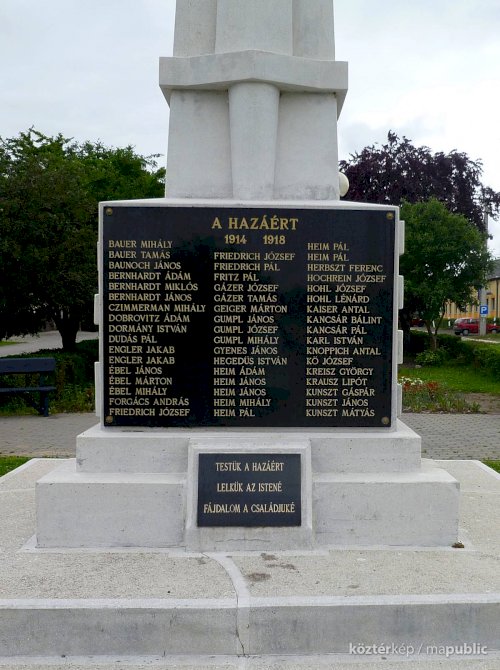 A HAZÁÉRT
1914 1918
BAUER MIHÁLY
BAUER TAMÁS
BAUNOCH JÁNOS
BERNHARDT ÁDÁM
BERNHARDT MIKLÓS
BERNHARDT JÁNOS
CZIMMERMAN MIHÁLY
DOBROVITZ ÁDÁM
DORMÁNY ISTVÁN
DUDÁS PÁL
ENGLER JAKAB
ENGLER JAKAB
ÉBEL JÁNOS
ÉBEL MÁRTON
ÉBEL MIHÁLY
FORGÁCS ANDRÁS
FRIEDRICH JÓZSEF
FRIEDRICH JÓZSEF
FRIEDRICH PÁL
FRITZ PÁL
GÁZER JÓZSEF
GÁZER TAMÁS
GEIGER MÁRTON
GUMPL JÁNOS
GUMPL JÓZSEF
GUMPL MIHÁLY
GYENES JÁNOS
HEGEDÜS ISTVÁN
HEIM ÁDÁM
HEIM JÁNOS
HEIM JÁNOS
HEIM MIHÁLY
HEIM PÁL
HEIM PÁL
HEIM PÁL
HERBSZT FERENC
HOCHREIN JÓZSEF
HOHL JÓZSEF
HOHL LÉNÁRD
KAISER ANTAL
KANCSÁR BÁLINT
KANCSÁR PÁL
KARL ISTVÁN
KNOPPICH ANTAL
KÖ JÓZSEF
KREISZ GYÖRGY
KRAUSZ LIPÓT
KUNSZT GÁSPÁR
KUNSZT JÁNOS
KUNSZT MÁTYÁS
TESTÜK A HAZÁÉRT
LELKÜK AZ ISTENÉ
FÁJDALOM A CSALÁDJUKÉ
P
köztérkép / mapublic